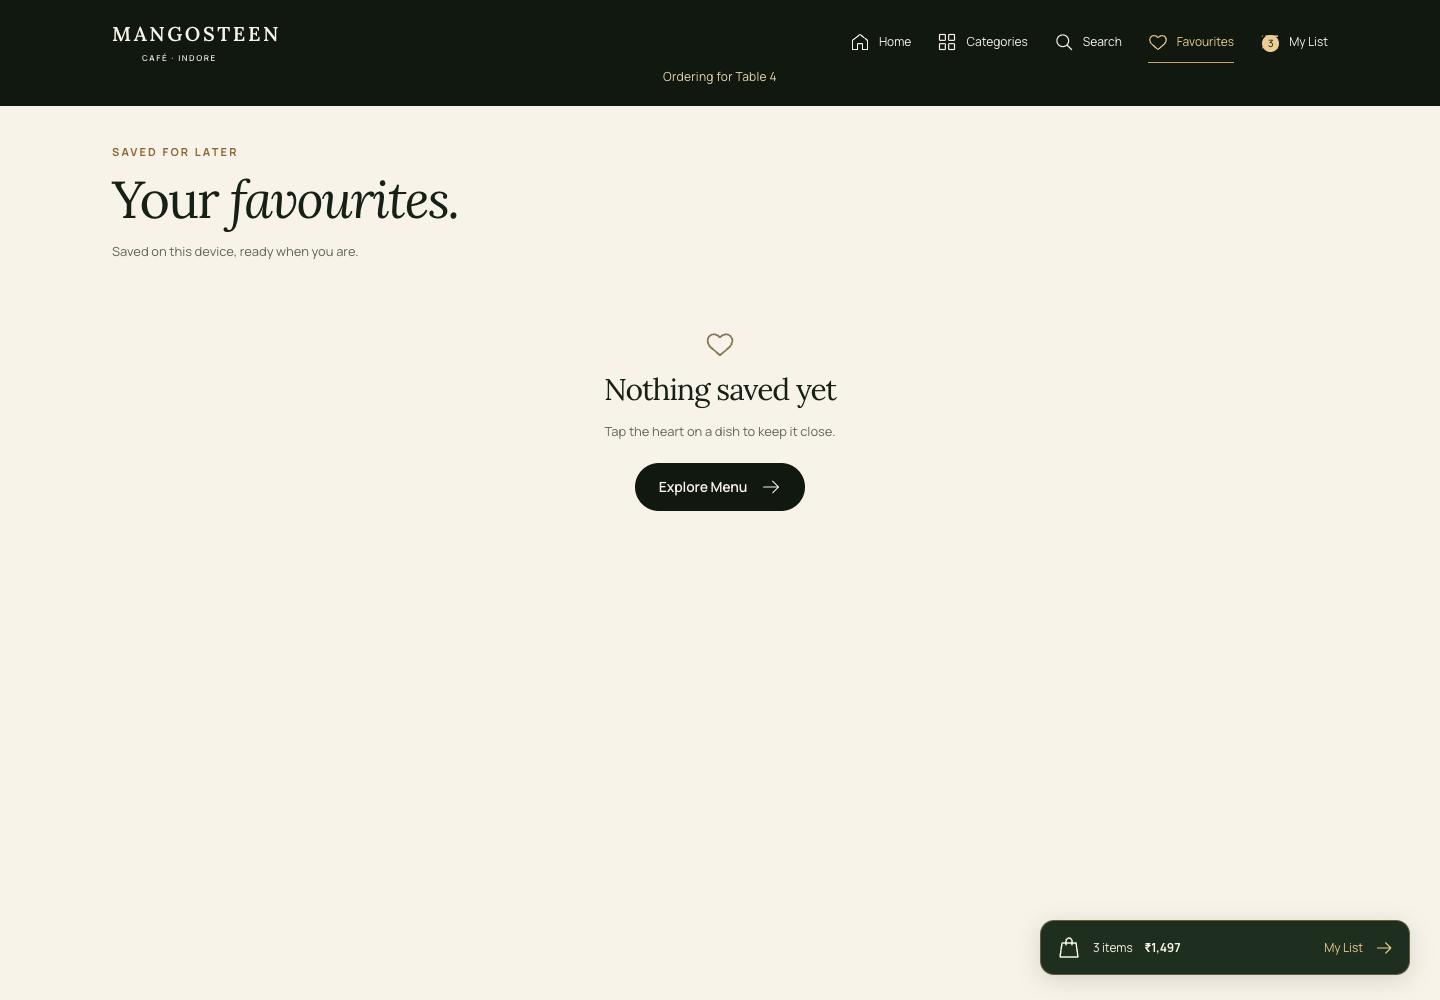 MANGOSTEEN
CAFÉ · INDORE
Home
Categories
Search
Favourites
3
My List
Ordering for Table 4
SAVED FOR LATER
Your favourites.
Saved on this device, ready when you are.
Nothing saved yet
Tap the heart on a dish to keep it close.
Explore Menu
3 items ₹1,497
My List